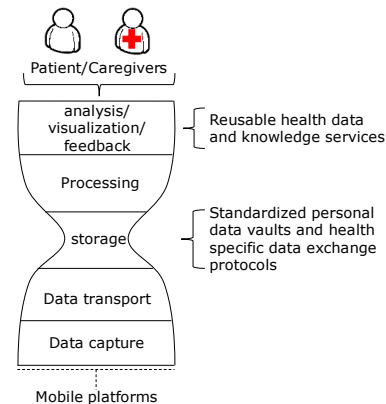 Patient/Caregivers
analysis/
visualization/
feedback
Reusable health data
and knowledge services
Processing
storage
Standardized personal
data vaults and health
specific data exchange
protocols
Data transport
Data capture
Mobile platforms